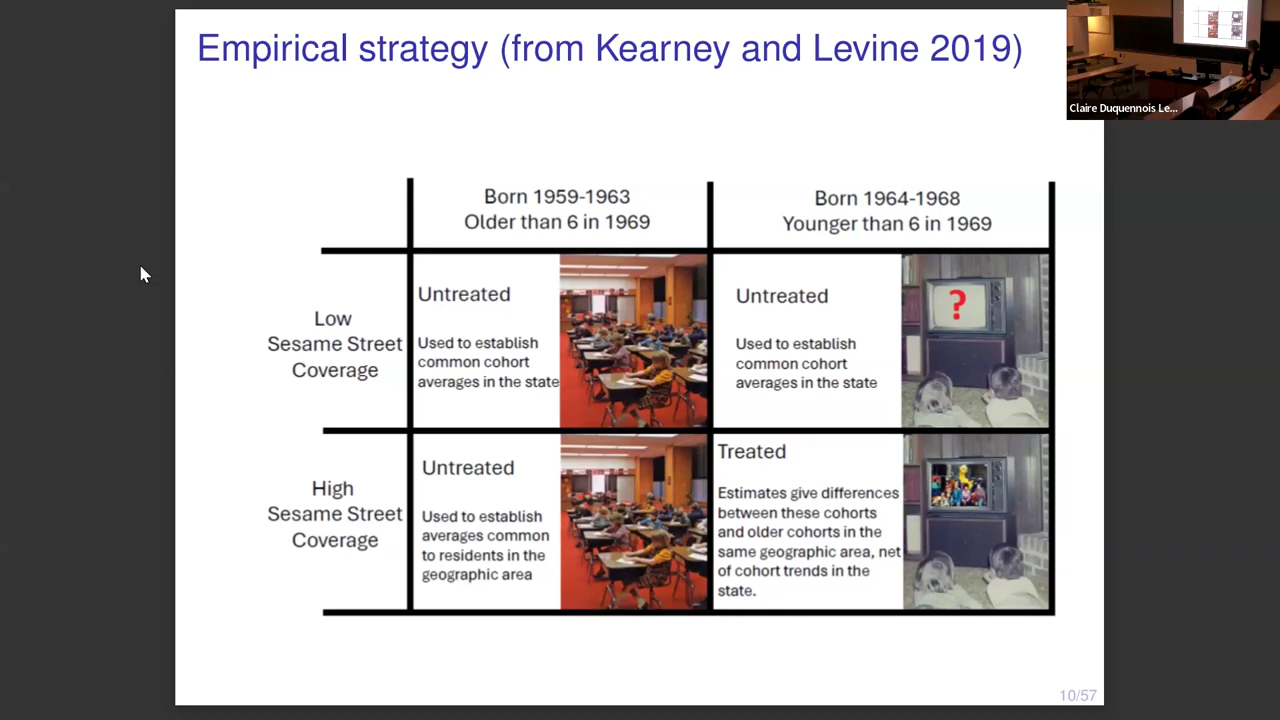 Empirical strategy (from Kearney and Levine 2019)
Claire Duquennois Le...
Born 1959-1963
Older than 6 in 1969
Born 1964-1968
Younger than 6 in 1969
Low
Sesame Street
Coverage
Untreated
Used to establish
common cohort
averages in the state
Untreated
Used to establish
common cohort
averages in the state
?
High
Sesame Street
Coverage
Untreated
Used to establish
averages common
to residents in the
geographic area
Treated
Estimates give differences
between these cohorts
and older cohorts in the
same geographic area, net
of cohort trends in the
state.
10/57